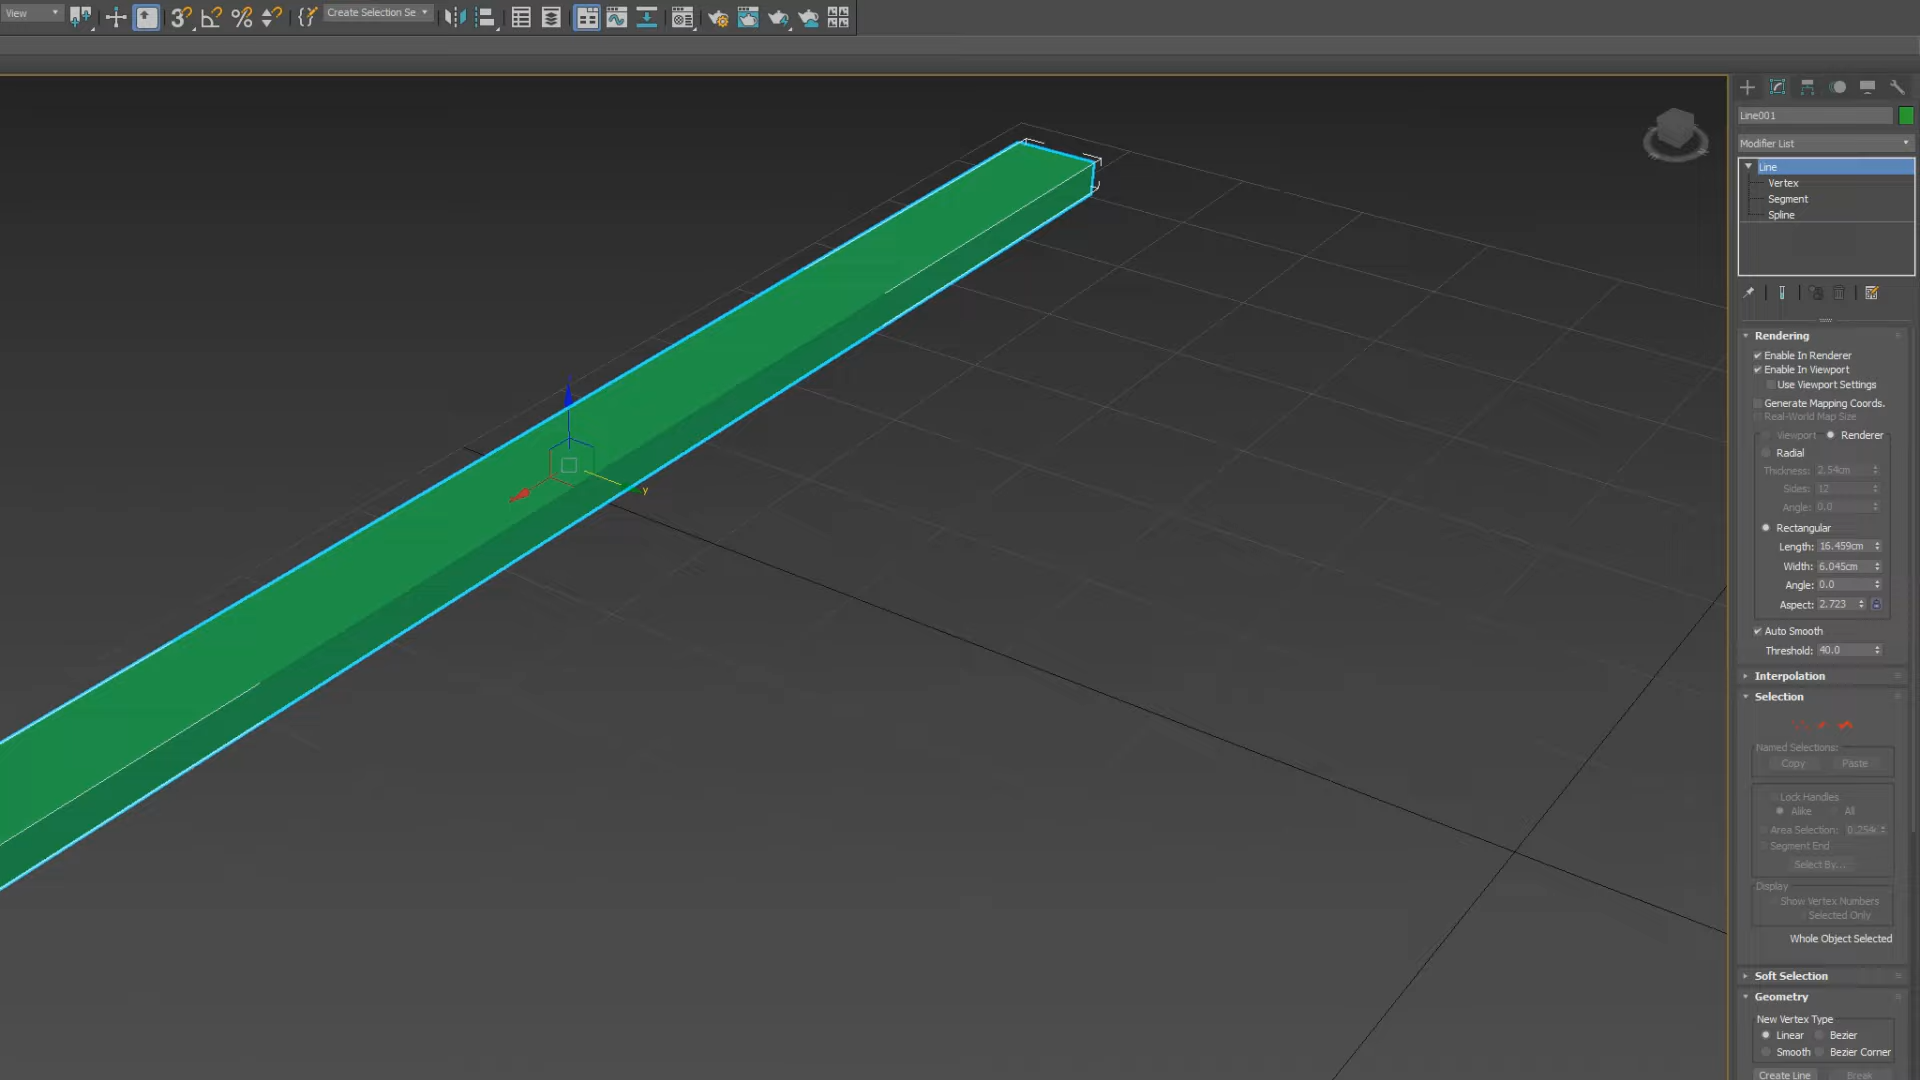 View
Create Selection Se
Line001
Modifier List
Line
Vertex
Segment
Spline
Rendering
Enable In Renderer
Enable In Viewport
Use Viewport Settings
Generate Mapping Coords.
Real-World Map Size
Viewport Renderer
Radial
Thickness: 2.54cm
Sides: 12
Angle: 0.0
Rectangular
Length: 16.459cm
Width: 6.045cm
Angle: 0.0
Aspect: 2.723
Auto Smooth
Threshold: 40.0
Interpolation
Selection
Named Selections:
Copy Paste
Lock Handles
Alike All
Area Selection: 0.254c
Segment End
Select By...
Display
Show Vertex Numbers
Selected Only
Whole Object Selected
Soft Selection
Geometry
New Vertex Type
Linear Bezier
Smooth Bezier Corner
Create Line Break
y